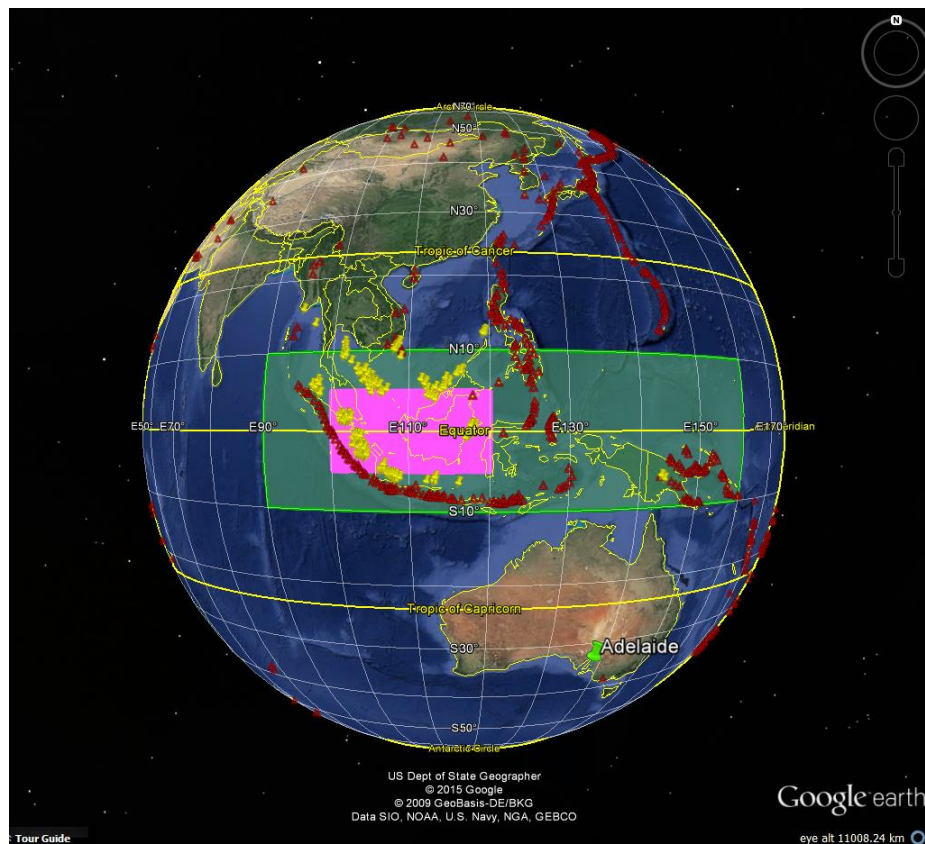 N
Arctic Circle
N70°
N50°
N30°
Tropic of Cancer
N10°
E50° E70° E90° E110° Equator E130° E150° E170°
S10°
Tropic of Capricorn
Adelaide
S30°
S50°
Antarctic Circle
US Dept of State Geographer
© 2015 Google
© 2009 GeoBasis-DE/BKG
Data SIO, NOAA, U.S. Navy, NGA, GEBCO
Google earth
Tour Guide
eye alt 11008.24 km